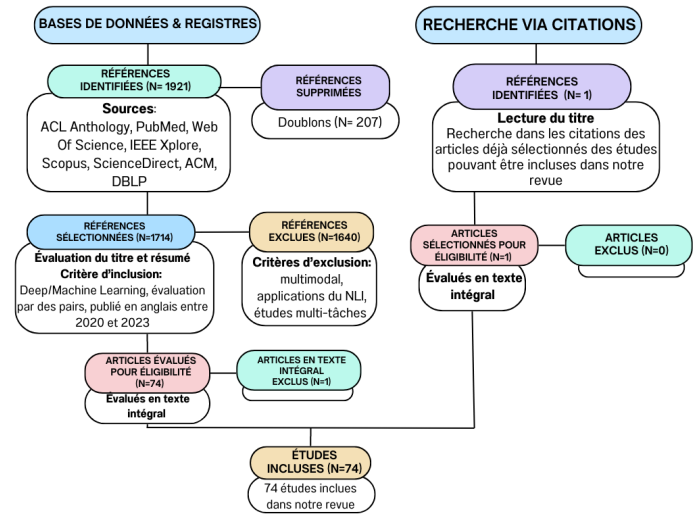 BASES DE DONNÉES & REGISTRES
RÉFÉRENCES
IDENTIFIÉES (N= 1921)
Sources:
ACL Anthology, PubMed, Web
Of Science, IEEE Xplore,
Scopus, ScienceDirect, ACM,
DBLP
RÉFÉRENCES
SUPPRIMÉES
Doublons (N= 207)
RÉFÉRENCES
SÉLECTIONNÉES (N=1714)
Évaluation du titre et résumé
Critère d'inclusion:
Deep/Machine Learning, évaluation
par des pairs, publié en anglais entre
2020 et 2023
RÉFÉRENCES
EXCLUES (N=1640)
Critères d'exclusion:
multimodal,
applications du NLI,
études multi-tâches
ARTICLES ÉVALUÉS
POUR ÉLIGIBILITÉ
(N=74)
Évalués en texte
intégral
ARTICLES EN TEXTE
INTÉGRAL
EXCLUS (N=1)
RECHERCHE VIA CITATIONS
RÉFÉRENCES
IDENTIFIÉES (N= 1)
Lecture du titre
Recherche dans les citations des
articles déjà sélectionnés des études
pouvant être incluses dans notre
revue
ARTICLES
SÉLECTIONNÉS POUR
ÉLIGIBILITÉ (N=1)
Évalués en texte
intégral
ARTICLES
EXCLUS (N=0)
ÉTUDES
INCLUSES (N=74)
74 études inclues
dans notre revue